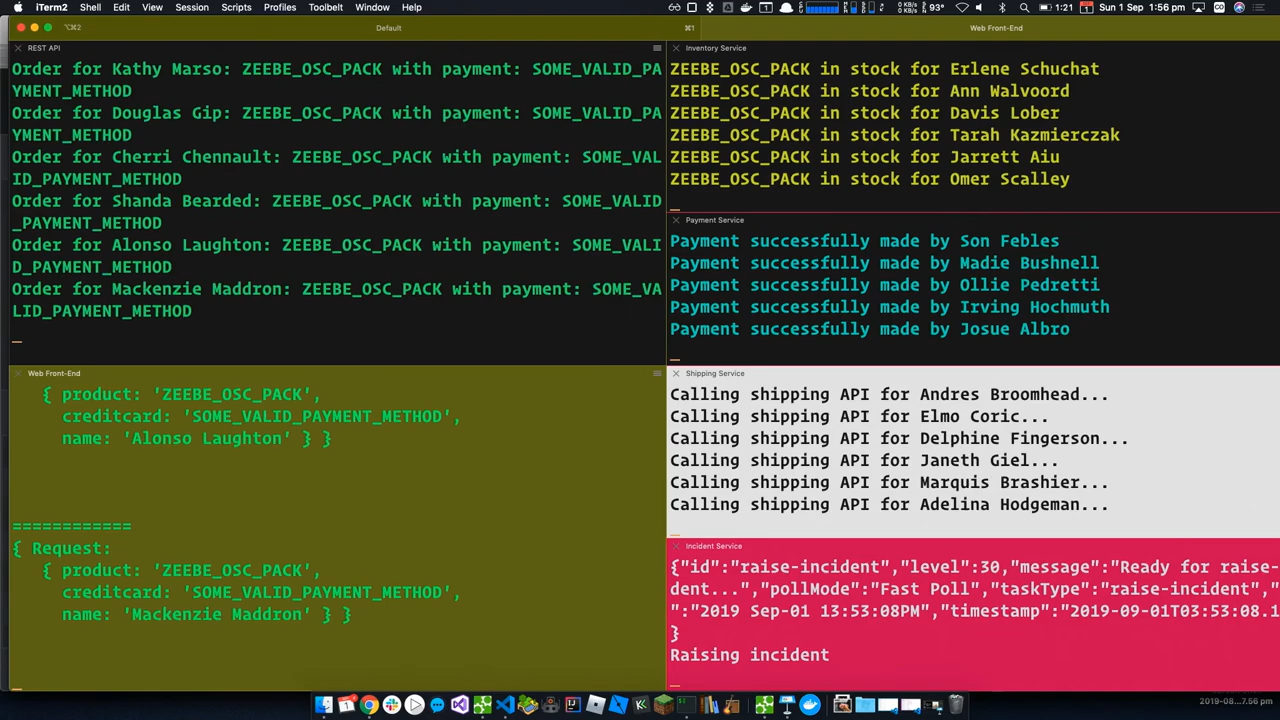 iTerm2 Shell Edit View Session Scripts Profiles Toolbelt Window Help
93° 1:21 Sun 1 Sep 1:56 pm
⌥⌘2 Default ⌘1 Web Front-End
REST API
Order for Kathy Marso: ZEEBE_OSC_PACK with payment: SOME_VALID_PA
YMENT_METHOD
Order for Douglas Gip: ZEEBE_OSC_PACK with payment: SOME_VALID_PA
YMENT_METHOD
Order for Cherri Chennault: ZEEBE_OSC_PACK with payment: SOME_VAL
ID_PAYMENT_METHOD
Order for Shanda Bearded: ZEEBE_OSC_PACK with payment: SOME_VALID
_PAYMENT_METHOD
Order for Alonso Laughton: ZEEBE_OSC_PACK with payment: SOME_VALI
D_PAYMENT_METHOD
Order for Mackenzie Maddron: ZEEBE_OSC_PACK with payment: SOME_VA
LID_PAYMENT_METHOD
Web Front-End
{ product: 'ZEEBE_OSC_PACK',
creditcard: 'SOME_VALID_PAYMENT_METHOD',
name: 'Alonso Laughton' } }
============
{ Request:
{ product: 'ZEEBE_OSC_PACK',
creditcard: 'SOME_VALID_PAYMENT_METHOD',
name: 'Mackenzie Maddron' } }
Inventory Service
ZEEBE_OSC_PACK in stock for Erlene Schuchat
ZEEBE_OSC_PACK in stock for Ann Walvoord
ZEEBE_OSC_PACK in stock for Davis Lober
ZEEBE_OSC_PACK in stock for Tarah Kazmierczak
ZEEBE_OSC_PACK in stock for Jarrett Aiu
ZEEBE_OSC_PACK in stock for Omer Scalley
Payment Service
Payment successfully made by Son Febles
Payment successfully made by Madie Bushnell
Payment successfully made by Ollie Pedretti
Payment successfully made by Irving Hochmuth
Payment successfully made by Josue Albro
Shipping Service
Calling shipping API for Andres Broomhead...
Calling shipping API for Elmo Coric...
Calling shipping API for Delphine Fingerson...
Calling shipping API for Janeth Giel...
Calling shipping API for Marquis Brashier...
Calling shipping API for Adelina Hodgeman...
Incident Service
{"id":"raise-incident","level":30,"message":"Ready for raise-
dent...","pollMode":"Fast Poll","taskType":"raise-incident","
":"2019 Sep-01 13:53:08PM","timestamp":"2019-09-01T03:53:08.1
}
Raising incident
2019-08...7.56 pm